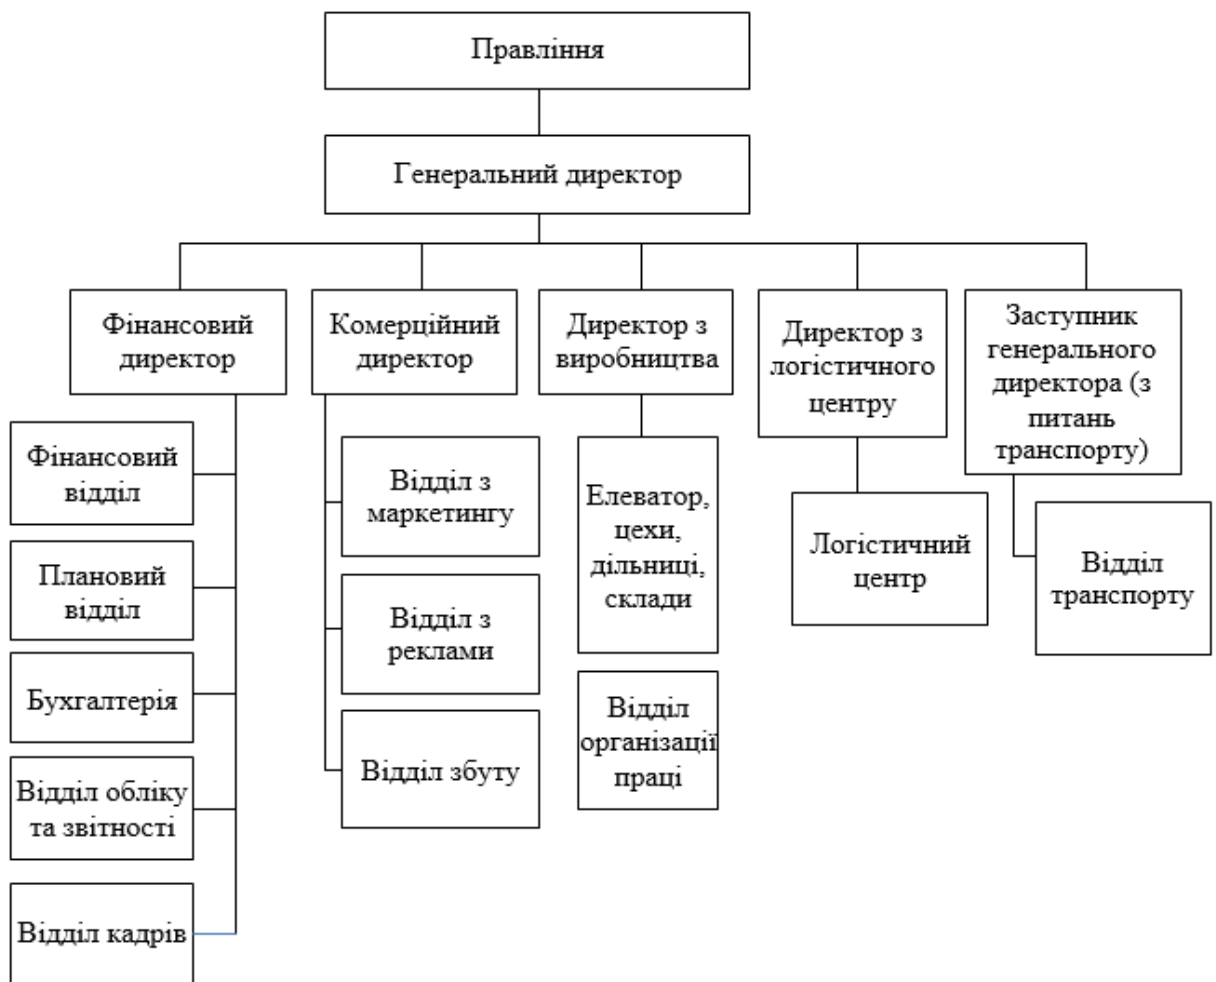 Правління
Генеральний директор
Фінансовий
директор
Комерційний
директор
Директор з
виробництва
Директор з
логістичного
центру
Заступник
генерального
директора (з
питань
транспорту)
Фінансовий
відділ
Плановий
відділ
Бухгалтерія
Відділ обліку
та звітності
Відділ кадрів
Відділ з
маркетингу
Відділ з
реклами
Відділ збуту
Елеватор,
цехи,
дільниці,
склади
Відділ
організації
праці
Логістичний
центр
Відділ
транспорту